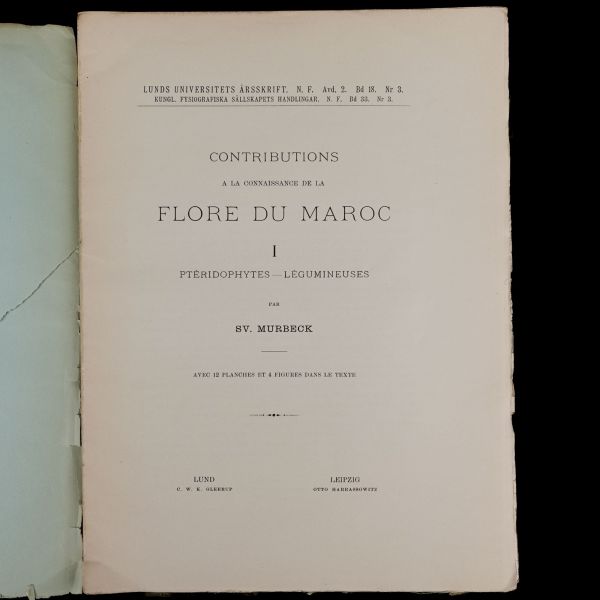 LUNDS UNIVERSITETS ÅRSSKRIFT. N. F. Avd. 2. Bd 18. Nr 3.
KUNGL. FYSIOGRAFISKA SÄLLSKAPETS HANDLINGAR. N. F. Bd 33. Nr 3.
CONTRIBUTIONS
A LA CONNAISSANCE DE LA
FLORE DU MAROC
I
PTÉRIDOPHYTES—LÉGUMINEUSES
PAR
SV. MURBECK
AVEC 12 PLANCHES ET 4 FIGURES DANS LE TEXTE
LUND LEIPZIG
C. W. K. GLEERUP OTTO HARRASSOWITZ